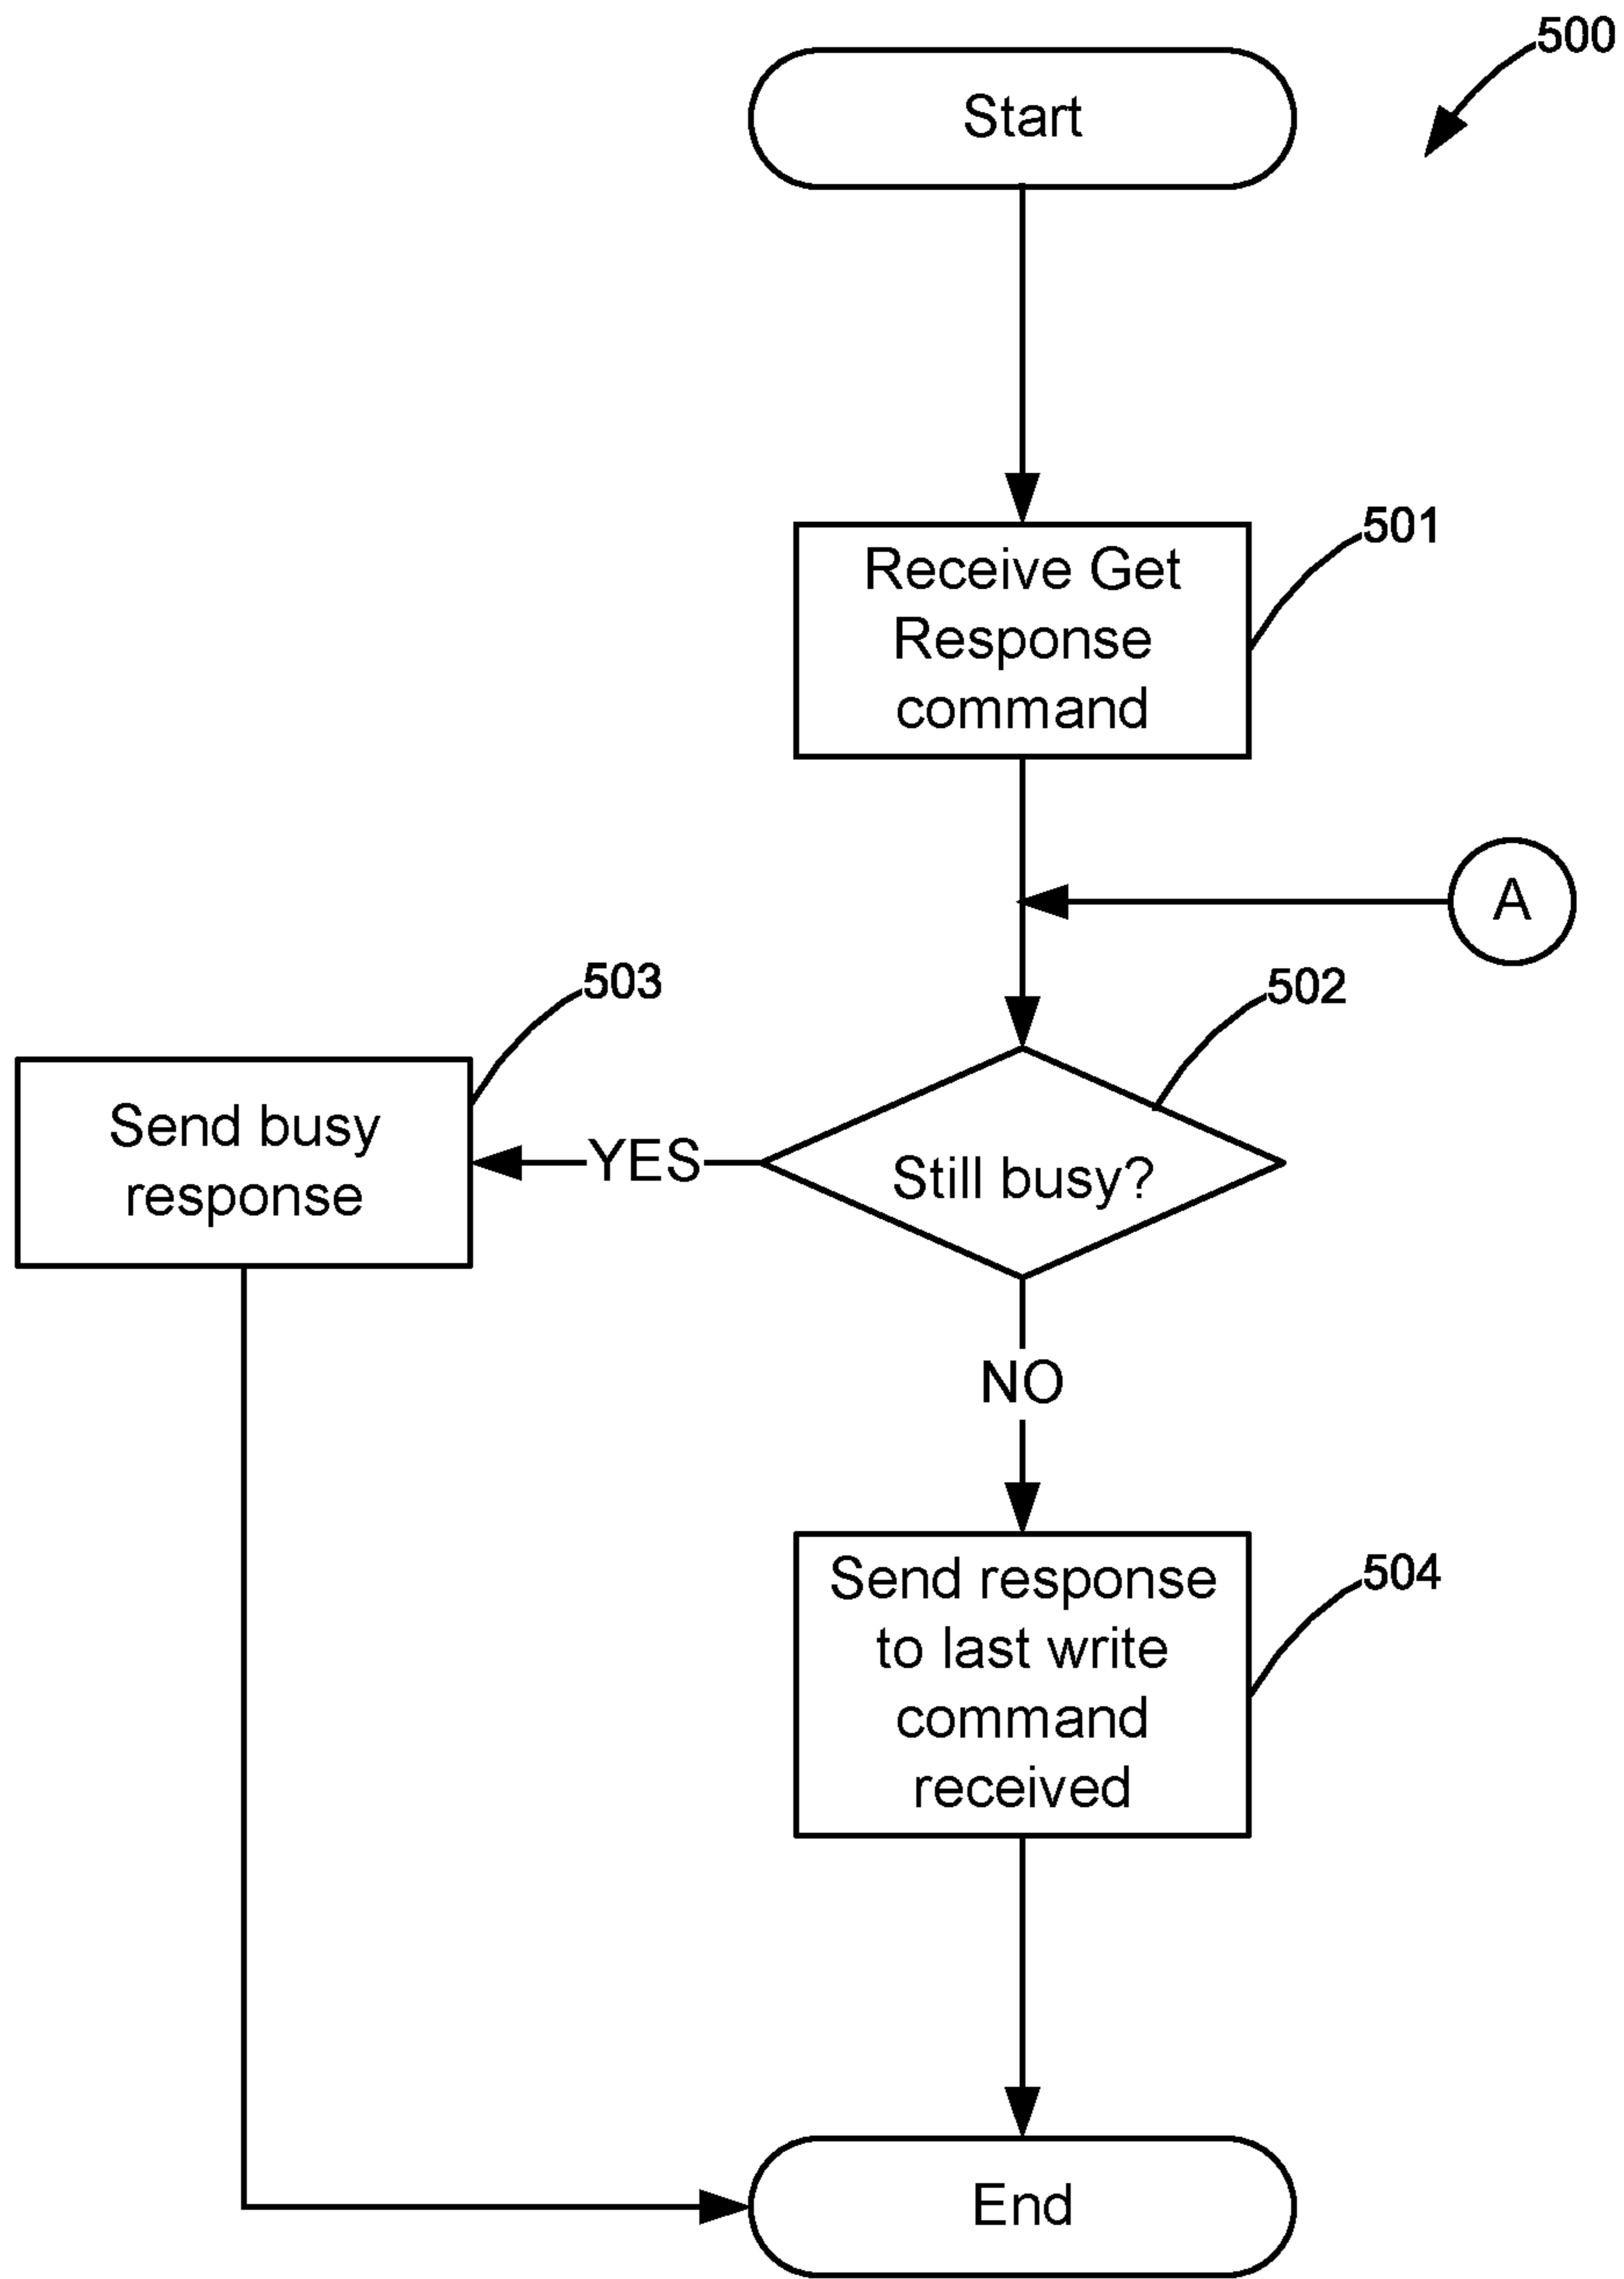 500
Start
501
Receive Get
Response
command
A
503
502
Send busy
response
YES
Still busy?
NO
504
Send response
to last write
command
received
End